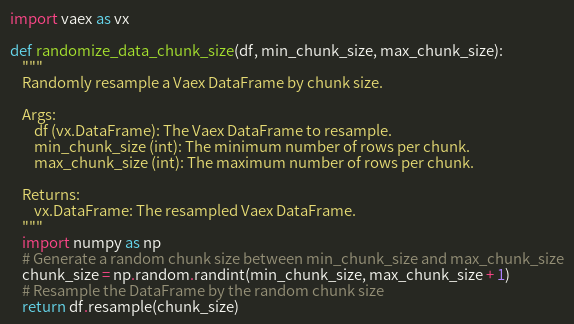 import vaex as vx

def randomize_data_chunk_size(df, min_chunk_size, max_chunk_size):
    """
    Randomly resample a Vaex DataFrame by chunk size.

    Args:
        df (vx.DataFrame): The Vaex DataFrame to resample.
        min_chunk_size (int): The minimum number of rows per chunk.
        max_chunk_size (int): The maximum number of rows per chunk.

    Returns:
        vx.DataFrame: The resampled Vaex DataFrame.
    """
    import numpy as np
    # Generate a random chunk size between min_chunk_size and max_chunk_size
    chunk_size = np.random.randint(min_chunk_size, max_chunk_size + 1)
    # Resample the DataFrame by the random chunk size
    return df.resample(chunk_size)